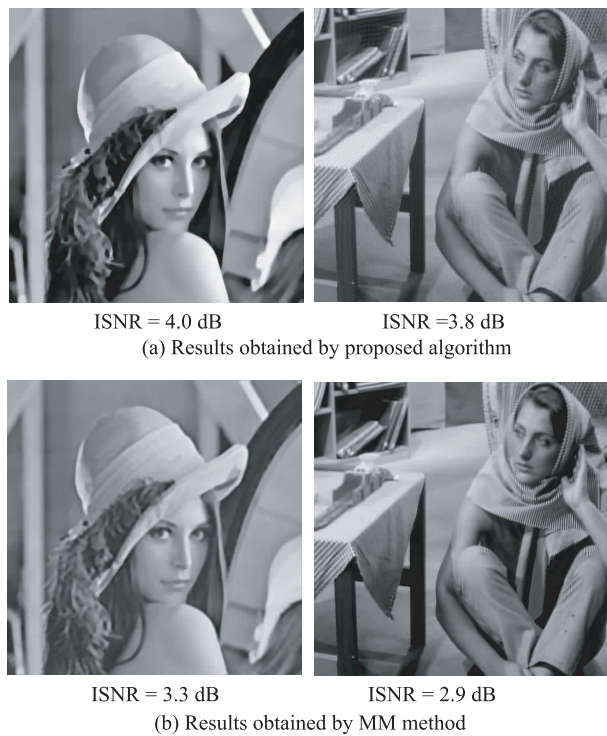 ISNR = 4.0 dB ISNR =3.8 dB
(a) Results obtained by proposed algorithm
ISNR = 3.3 dB ISNR = 2.9 dB
(b) Results obtained by MM method